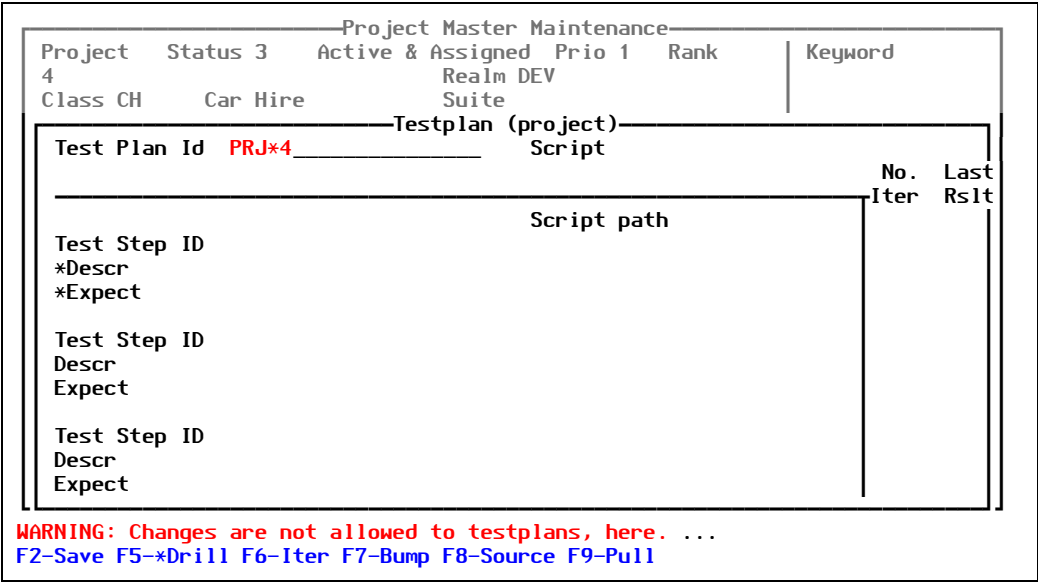 Project Master Maintenance
Project Status 3 Active & Assigned Prio 1 Rank Keyword
4 Realm DEV
Class CH Car Hire Suite
Testplan (project)
Test Plan Id PRJ*4_______________ Script
No. Last
Iter Rslt
Script path
Test Step ID
*Descr
*Expect
Test Step ID
Descr
Expect
Test Step ID
Descr
Expect
WARNING: Changes are not allowed to testplans, here. ...
F2-Save F5-*Drill F6-Iter F7-Bump F8-Source F9-Pull